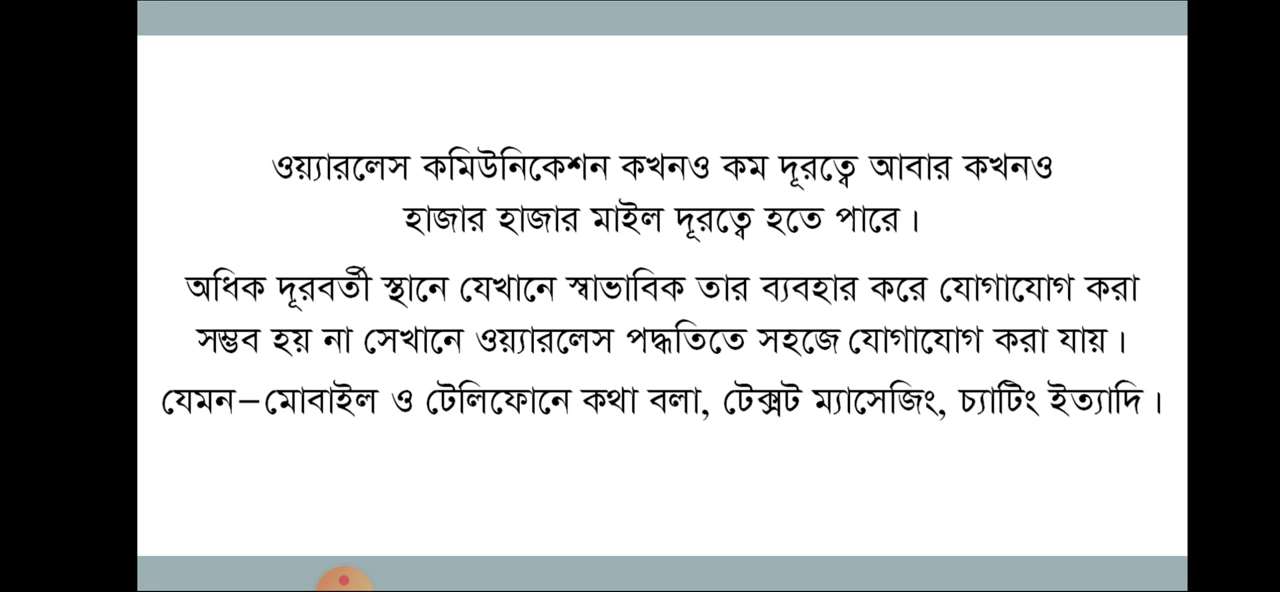 ওয়্যারলেস কমিউনিকেশন কখনও কম দূরত্বে আবার কখনও
হাজার হাজার মাইল দূরত্বে হতে পারে।
অধিক দূরবর্তী স্থানে যেখানে স্বাভাবিক তার ব্যবহার করে যোগাযোগ করা
সম্ভব হয় না সেখানে ওয়্যারলেস পদ্ধতিতে সহজে যোগাযোগ করা যায়।
যেমন–মোবাইল ও টেলিফোনে কথা বলা, টেক্সট ম্যাসেজিং, চ্যাটিং ইত্যাদি।